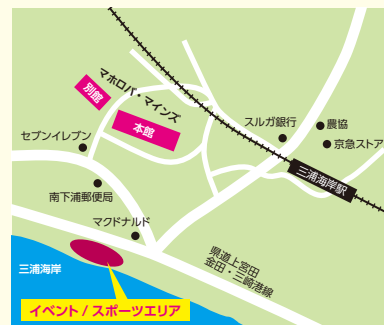 マホロバ・マインズ
別館
本館
スルガ銀行
農協
京急ストア
セブンイレブン
三浦海岸駅
南下浦郵便局
マクドナルド
県道上宮田
金田・三崎港線
三浦海岸
イベント / スポーツエリア